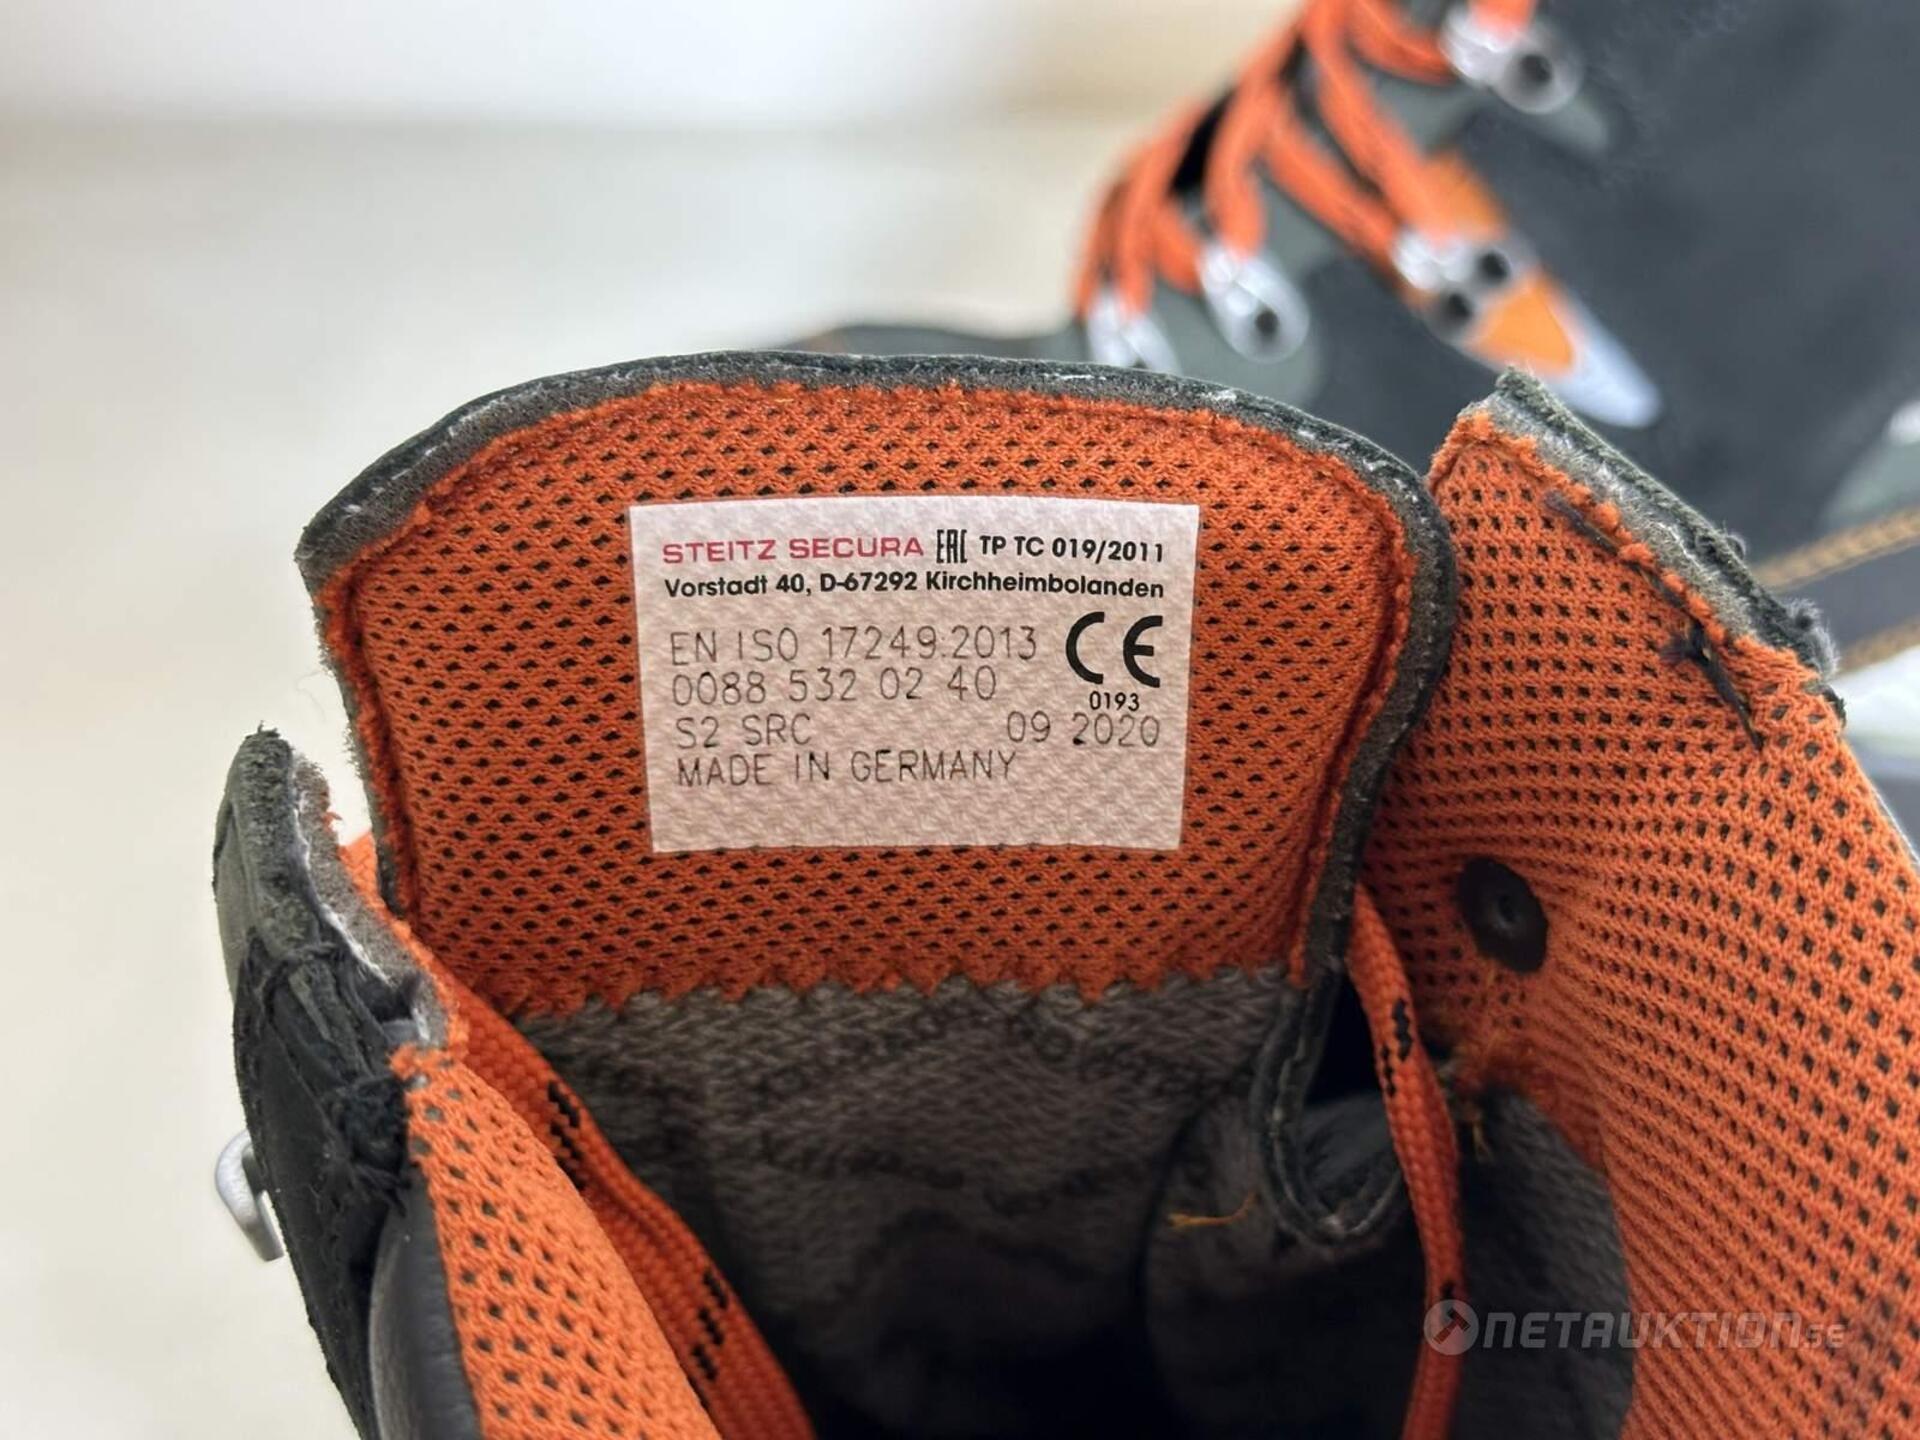 STEITZ SECURA EAC TP TC 019/2011
Vorstadt 40, D-67292 Kirchheimbolanden
EN ISO 17249:2013 CE
0088 532 02 40 0193
S2 SRC 09 2020
MADE IN GERMANY
NETAUKTION.SE